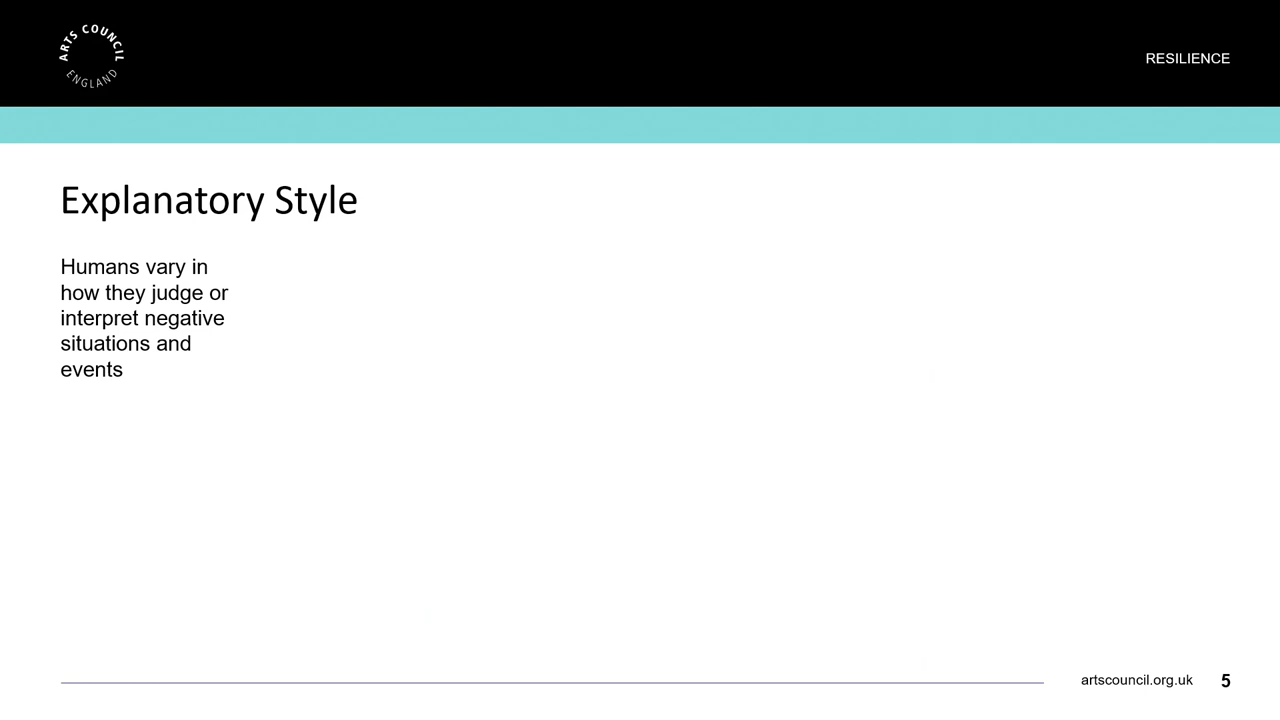 ARTS COUNCIL
ENGLAND
RESILIENCE
Explanatory Style
Humans vary in
how they judge or
interpret negative
situations and
events
artscouncil.org.uk
5